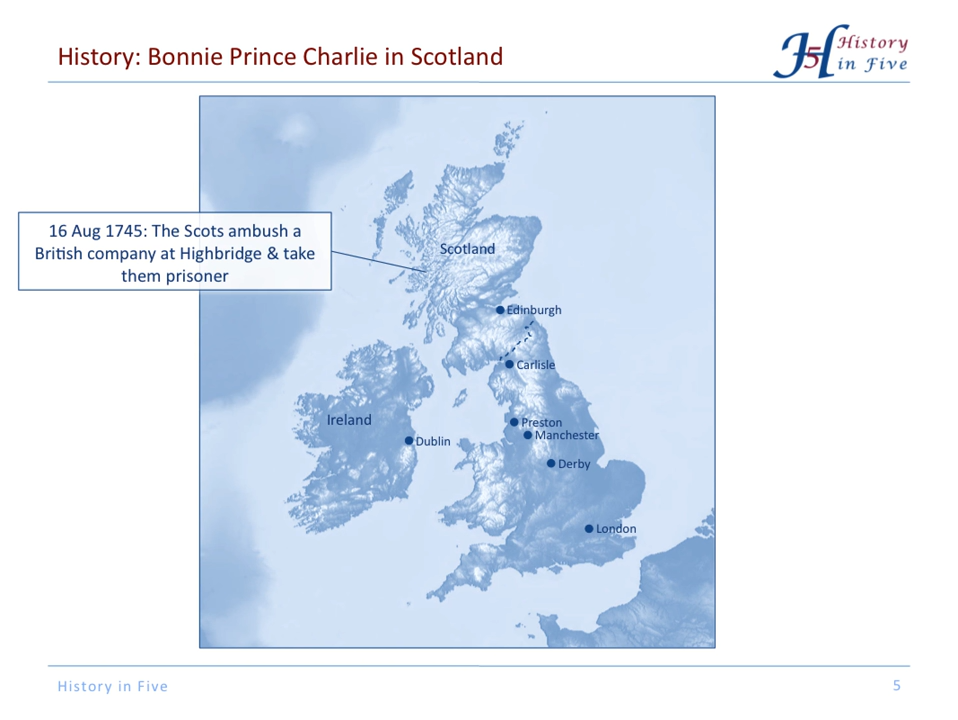 History: Bonnie Prince Charlie in Scotland
H5 History
in Five
16 Aug 1745: The Scots ambush a
British company at Highbridge & take
them prisoner
Scotland
Edinburgh
Carlisle
Ireland
Preston
Manchester
Dublin
Derby
London
History in Five
5